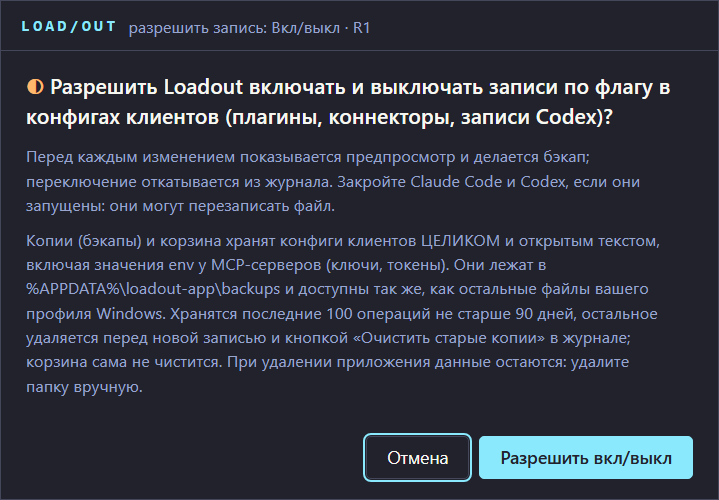 LOAD/OUT разрешить запись: Вкл/выкл · R1
Разрешить Loadout включать и выключать записи по флагу в
конфигах клиентов (плагины, коннекторы, записи Codex)?
Перед каждым изменением показывается предпросмотр и делается бэкап;
переключение откатывается из журнала. Закройте Claude Code и Codex, если они
запущены: они могут перезаписать файл.
Копии (бэкапы) и корзина хранят конфиги клиентов ЦЕЛИКОМ и открытым текстом,
включая значения env у MCP-серверов (ключи, токены). Они лежат в
%APPDATA%\loadout-app\backups и доступны так же, как остальные файлы вашего
профиля Windows. Хранятся последние 100 операций не старше 90 дней, остальное
удаляется перед новой записью и кнопкой «Очистить старые копии» в журнале;
корзина сама не чистится. При удалении приложения данные остаются: удалите
папку вручную.
Отмена Разрешить вкл/выкл